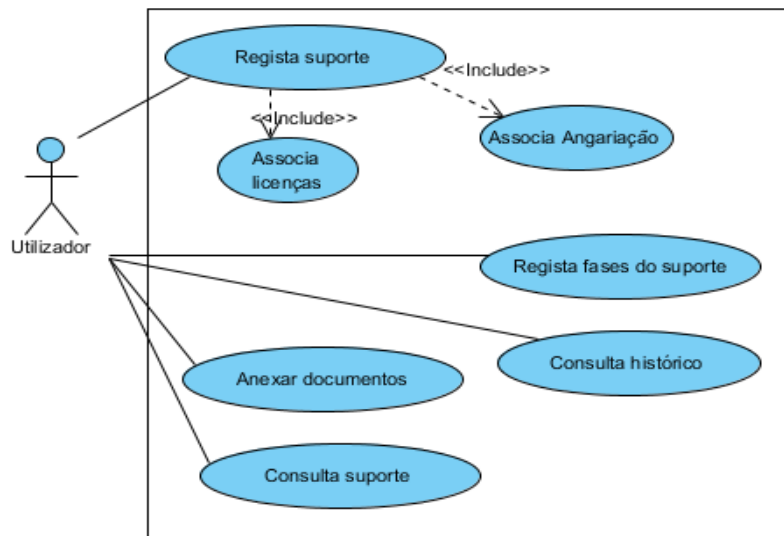 Regista suporte
<<Include>>
<<Include>>
Associa Angariação
Associa
licenças
Utilizador
Regista fases do suporte
Consulta histórico
Anexar documentos
Consulta suporte